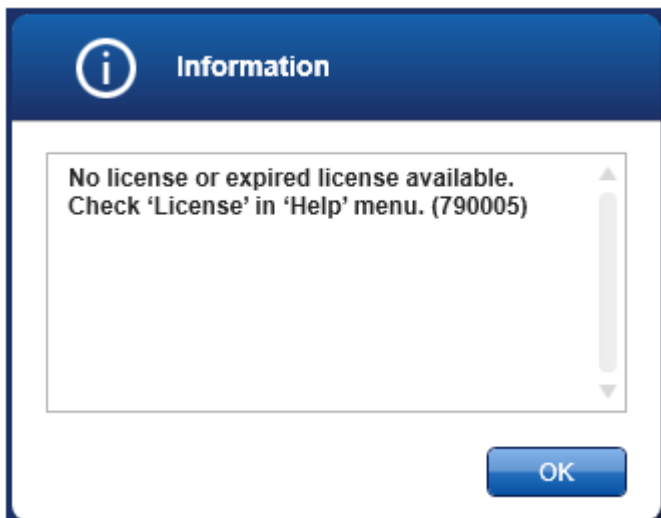 Information
No license or expired license available.
Check ‘License’ in ‘Help’ menu. (790005)
OK